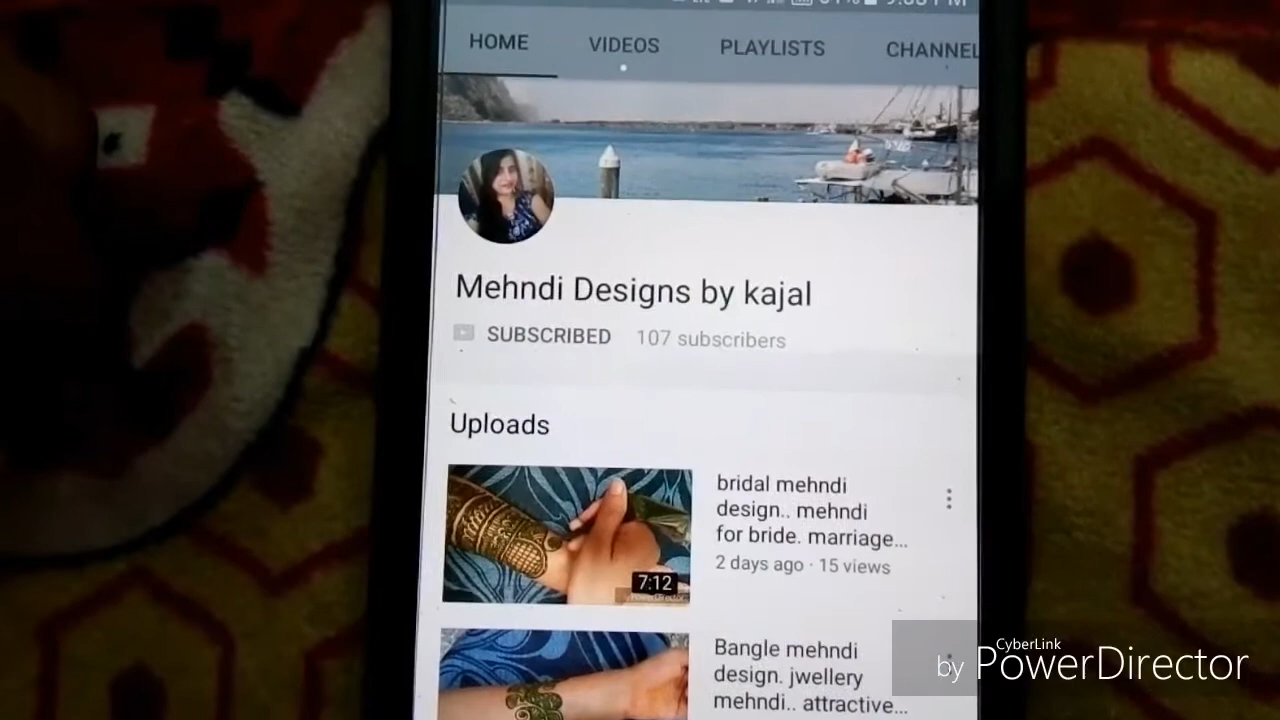 HOME VIDEOS PLAYLISTS CHANNEL
Mehndi Designs by kajal
SUBSCRIBED 107 subscribers
Uploads
bridal mehndi
design.. mehndi
for bride. marriage...
2 days ago · 15 views
7:12
Bangle mehndi
design. jwellery
mehndi.. attractive...
CyberLink
by PowerDirector